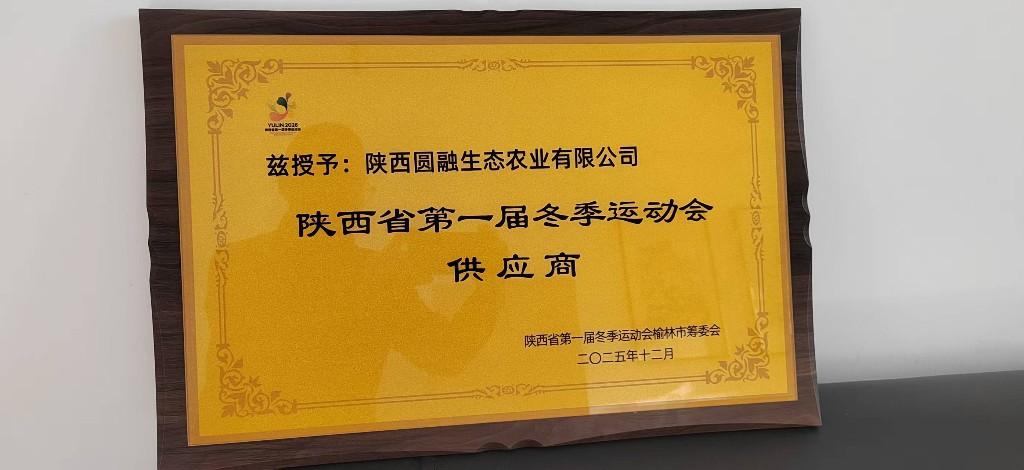 YULIN 2026
兹授予：陕西圆融生态农业有限公司
陕西省第一届冬季运动会
供应商
陕西省第一届冬季运动会榆林市筹委会
二〇二五年十二月